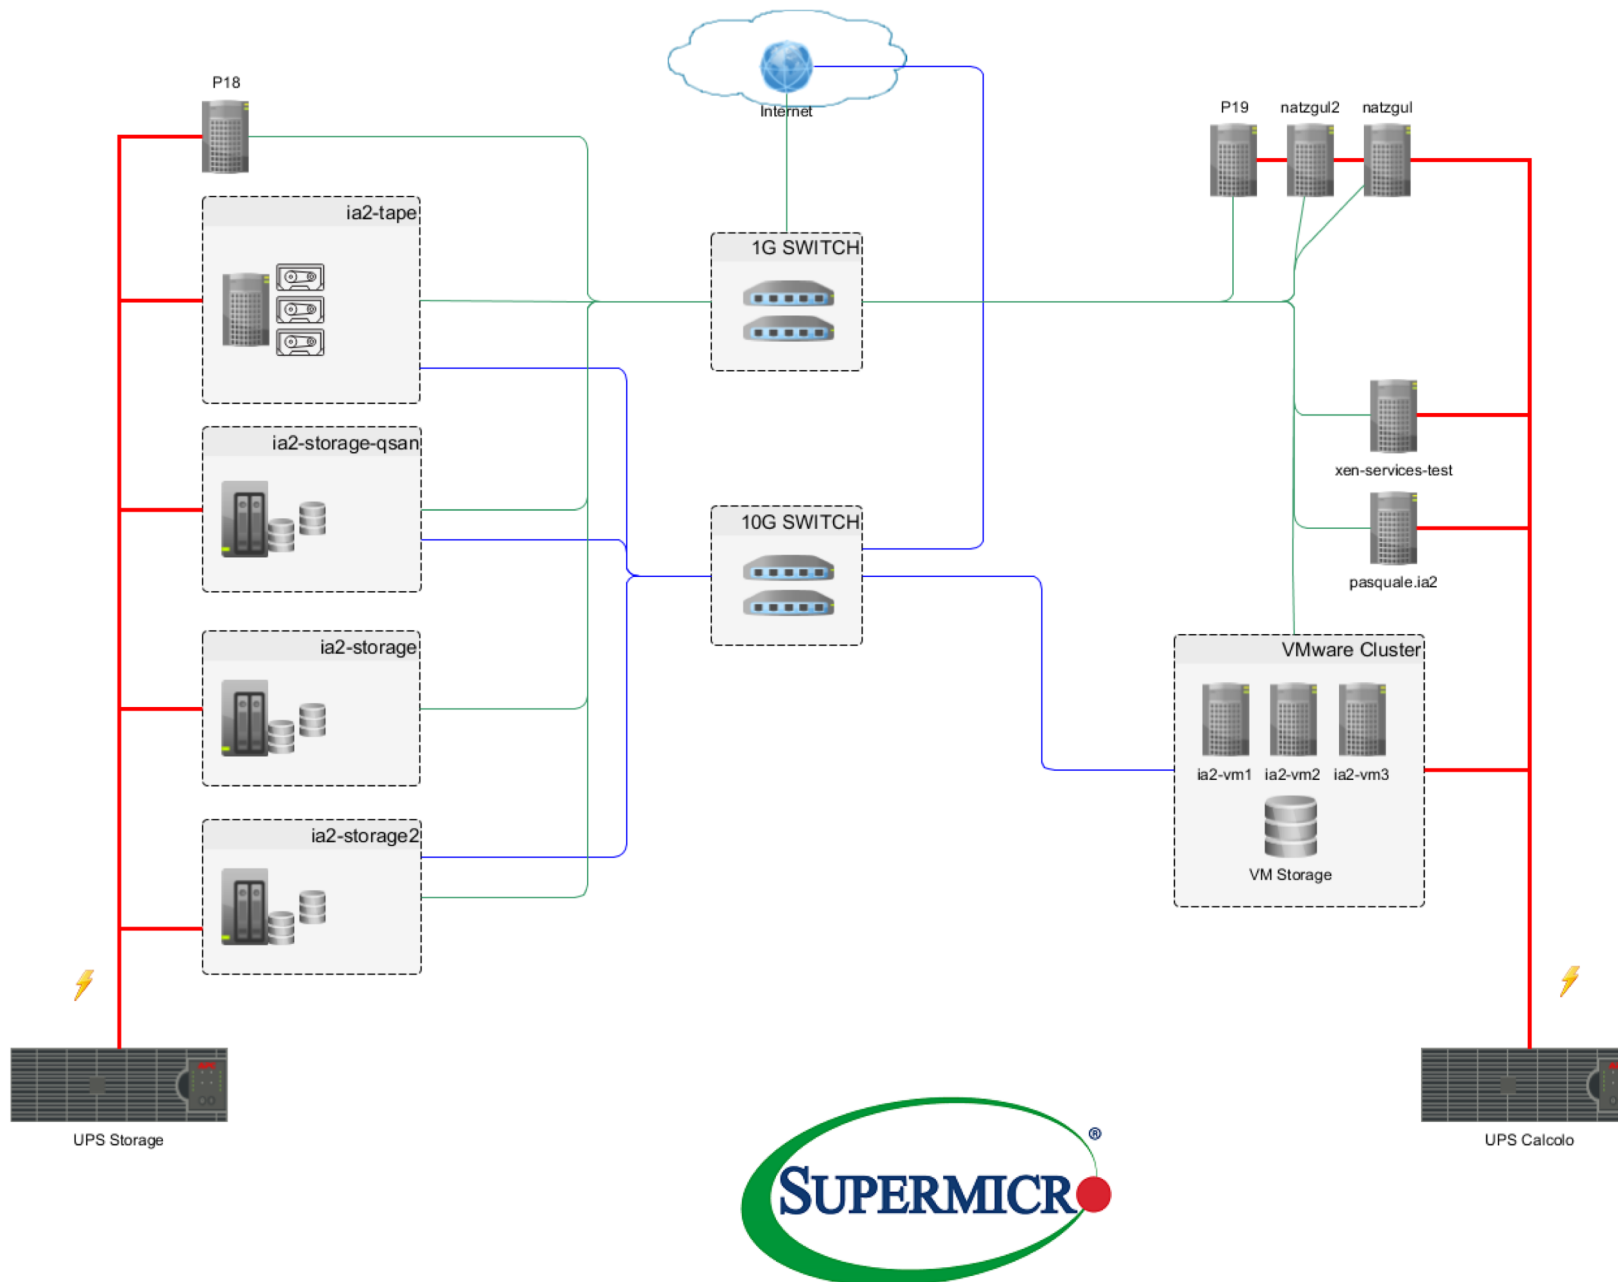 Internet
P18
P19
natzgul2
natzgul
ia2-tape
1G SWITCH
ia2-storage-qsan
xen-services-test
10G SWITCH
pasquale.ia2
ia2-storage
VMware Cluster
ia2-vm1
ia2-vm2
ia2-vm3
ia2-storage2
VM Storage
UPS Storage
UPS Calcolo
SUPERMICRO®